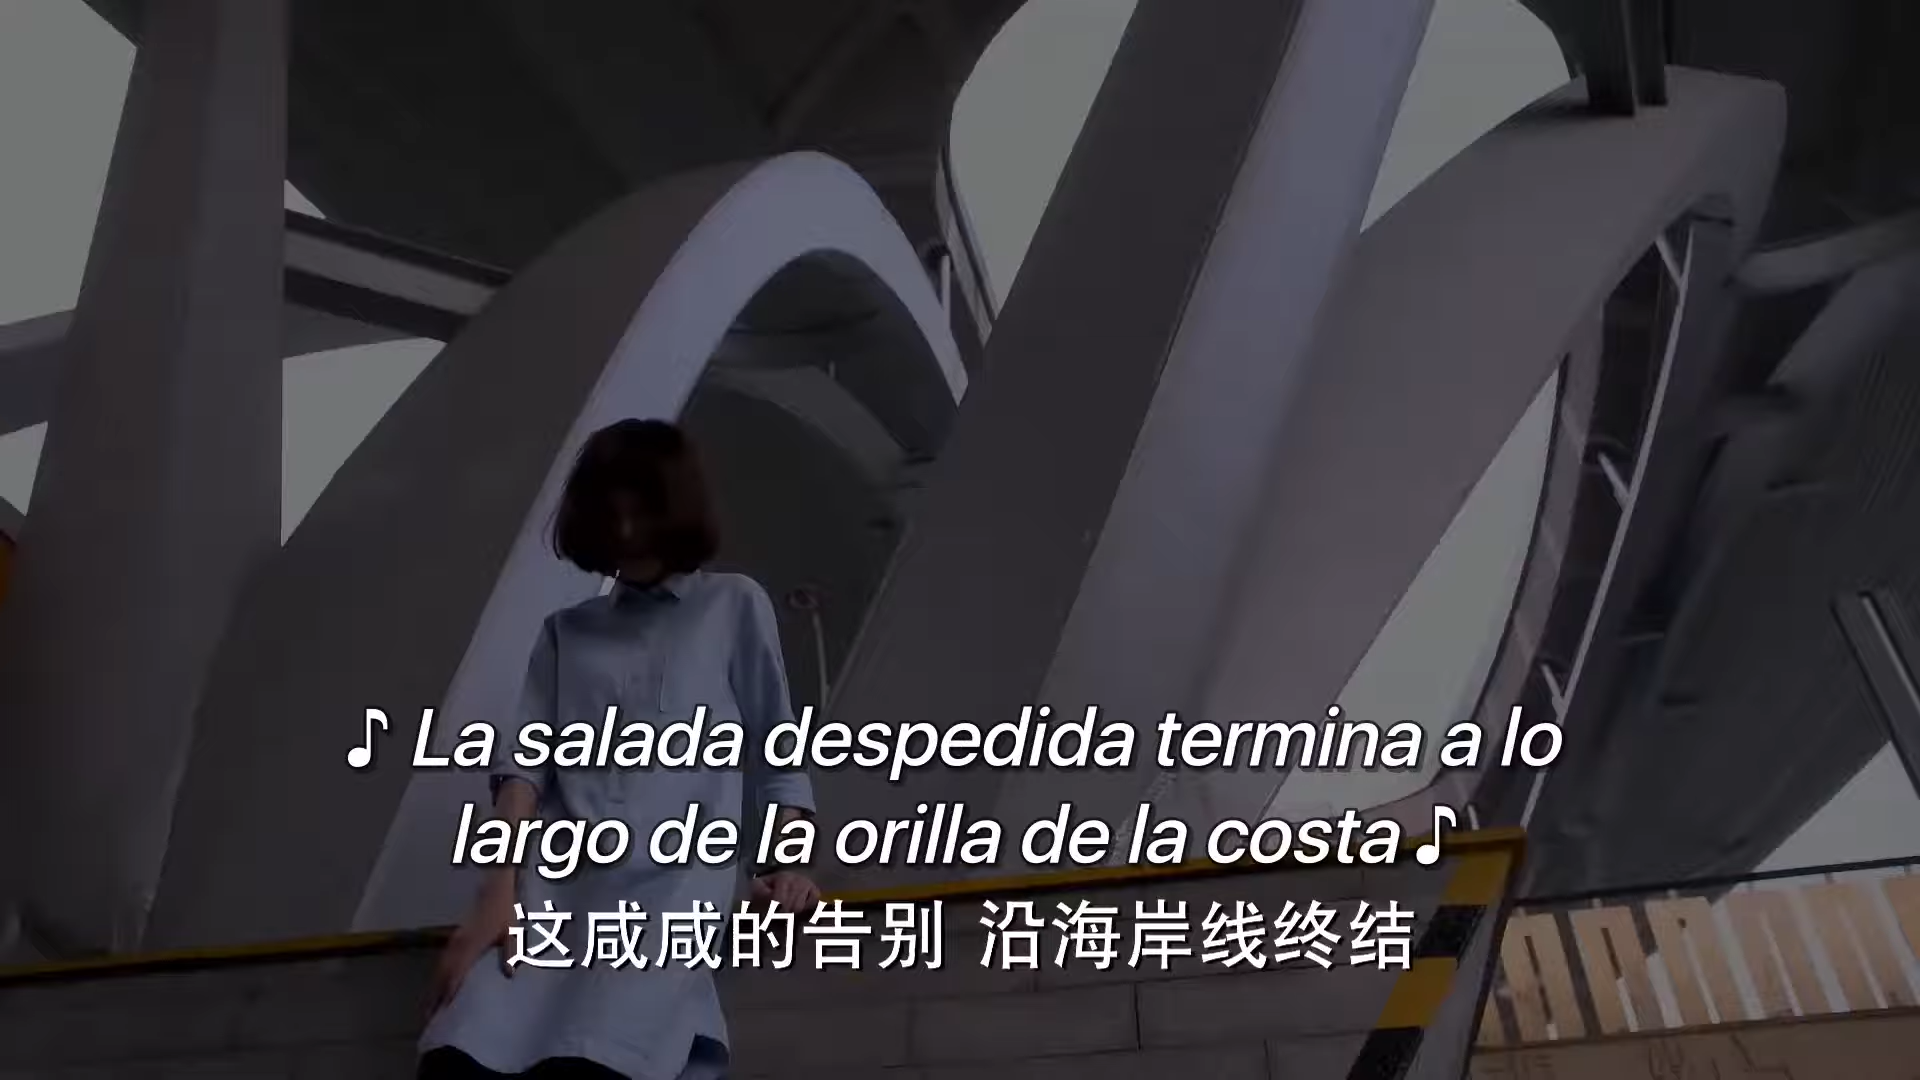 ♪ La salada despedida termina a lo
largo de la orilla de la costa ♪
这咸咸的告别 沿海岸线终结